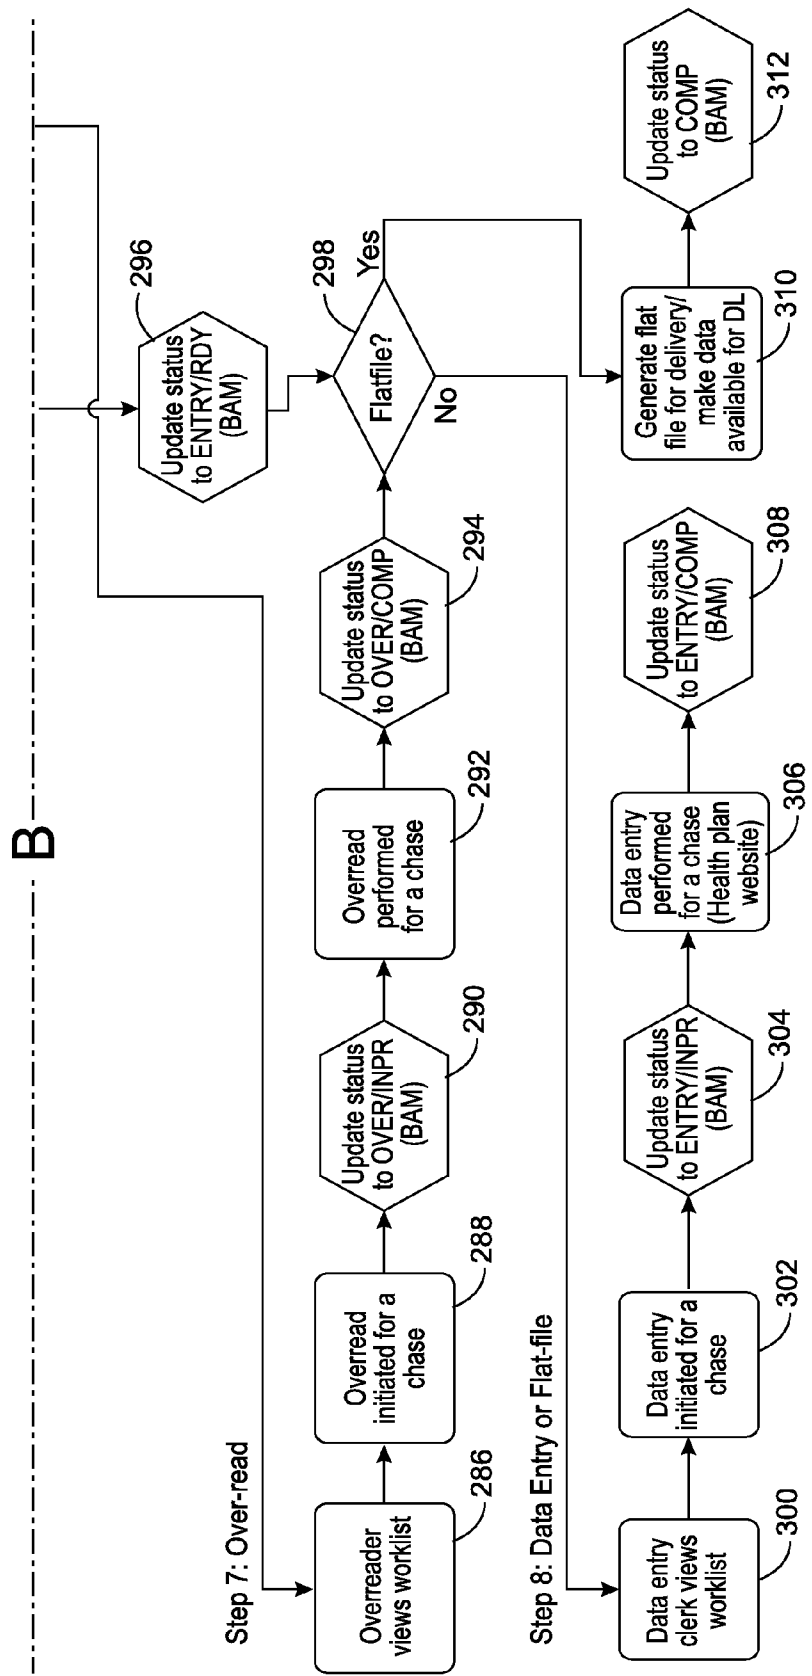 B
Update status
to ENTRY/RDY
(BAM)
296
Step 7: Over-read
Overreader
views worklist
286
Overread
initiated for a
chase
288
Update status
to OVER/INPR
(BAM)
290
Overread
performed
for a chase
292
Update status
to OVER/COMP
(BAM)
294
Flatfile?
298
Yes
No
Step 8: Data Entry or Flat-file
Data entry
clerk views
worklist
300
Data entry
initiated for a
chase
302
Update status
to ENTRY/INPR
(BAM)
304
Data entry
performed
for a chase
(Health plan
website)
306
Update status
to ENTRY/COMP
(BAM)
308
Generate flat
file for delivery/
make data
available for DL
310
Update status
to COMP
(BAM)
312